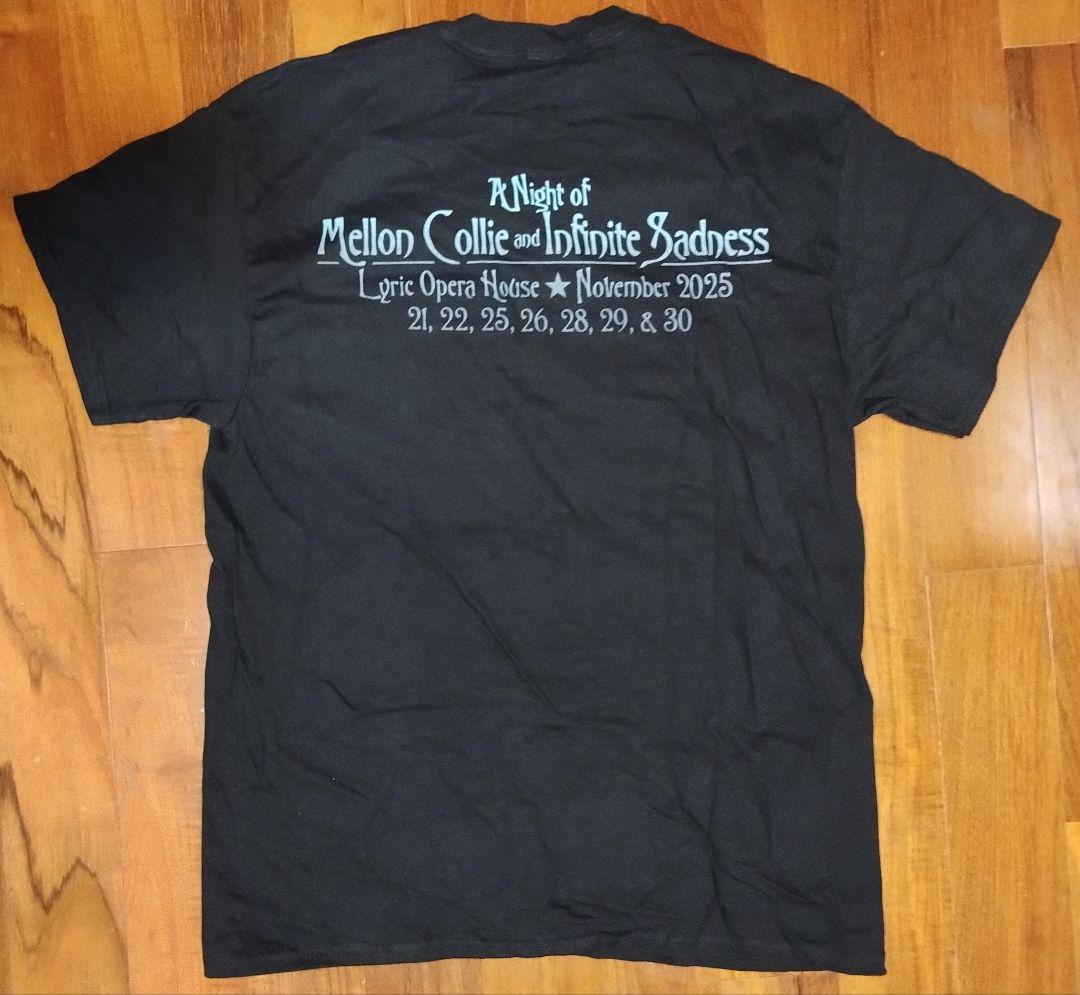 A Night of
Mellon Collie and Infinite Sadness
Lyric Opera House ★ November 2025
21, 22, 25, 26, 28, 29, & 30